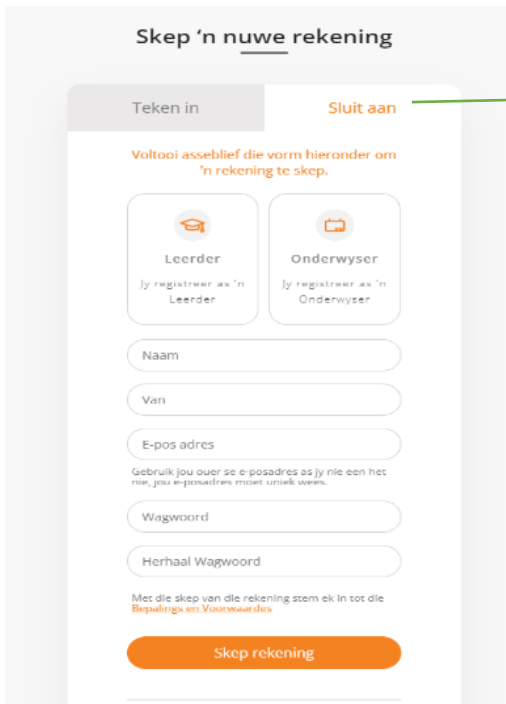 Skep ‘n nuwe rekening
Teken in
Sluit aan
Voltooi asseblief die vorm hieronder om
'n rekening te skep.
Leerder
Jy registreer as 'n
Leerder
Onderwyser
Jy registreer as 'n
Onderwyser
Naam
Van
E-pos adres
Gebruik jou ouer se e-posadres as jy nie een het
nie, jou e-posadres moet uniek wees.
Wagwoord
Herhaal Wagwoord
Met die skep van die rekening stem ek in tot die
Bepalings en Voorwaardes
Skep rekening